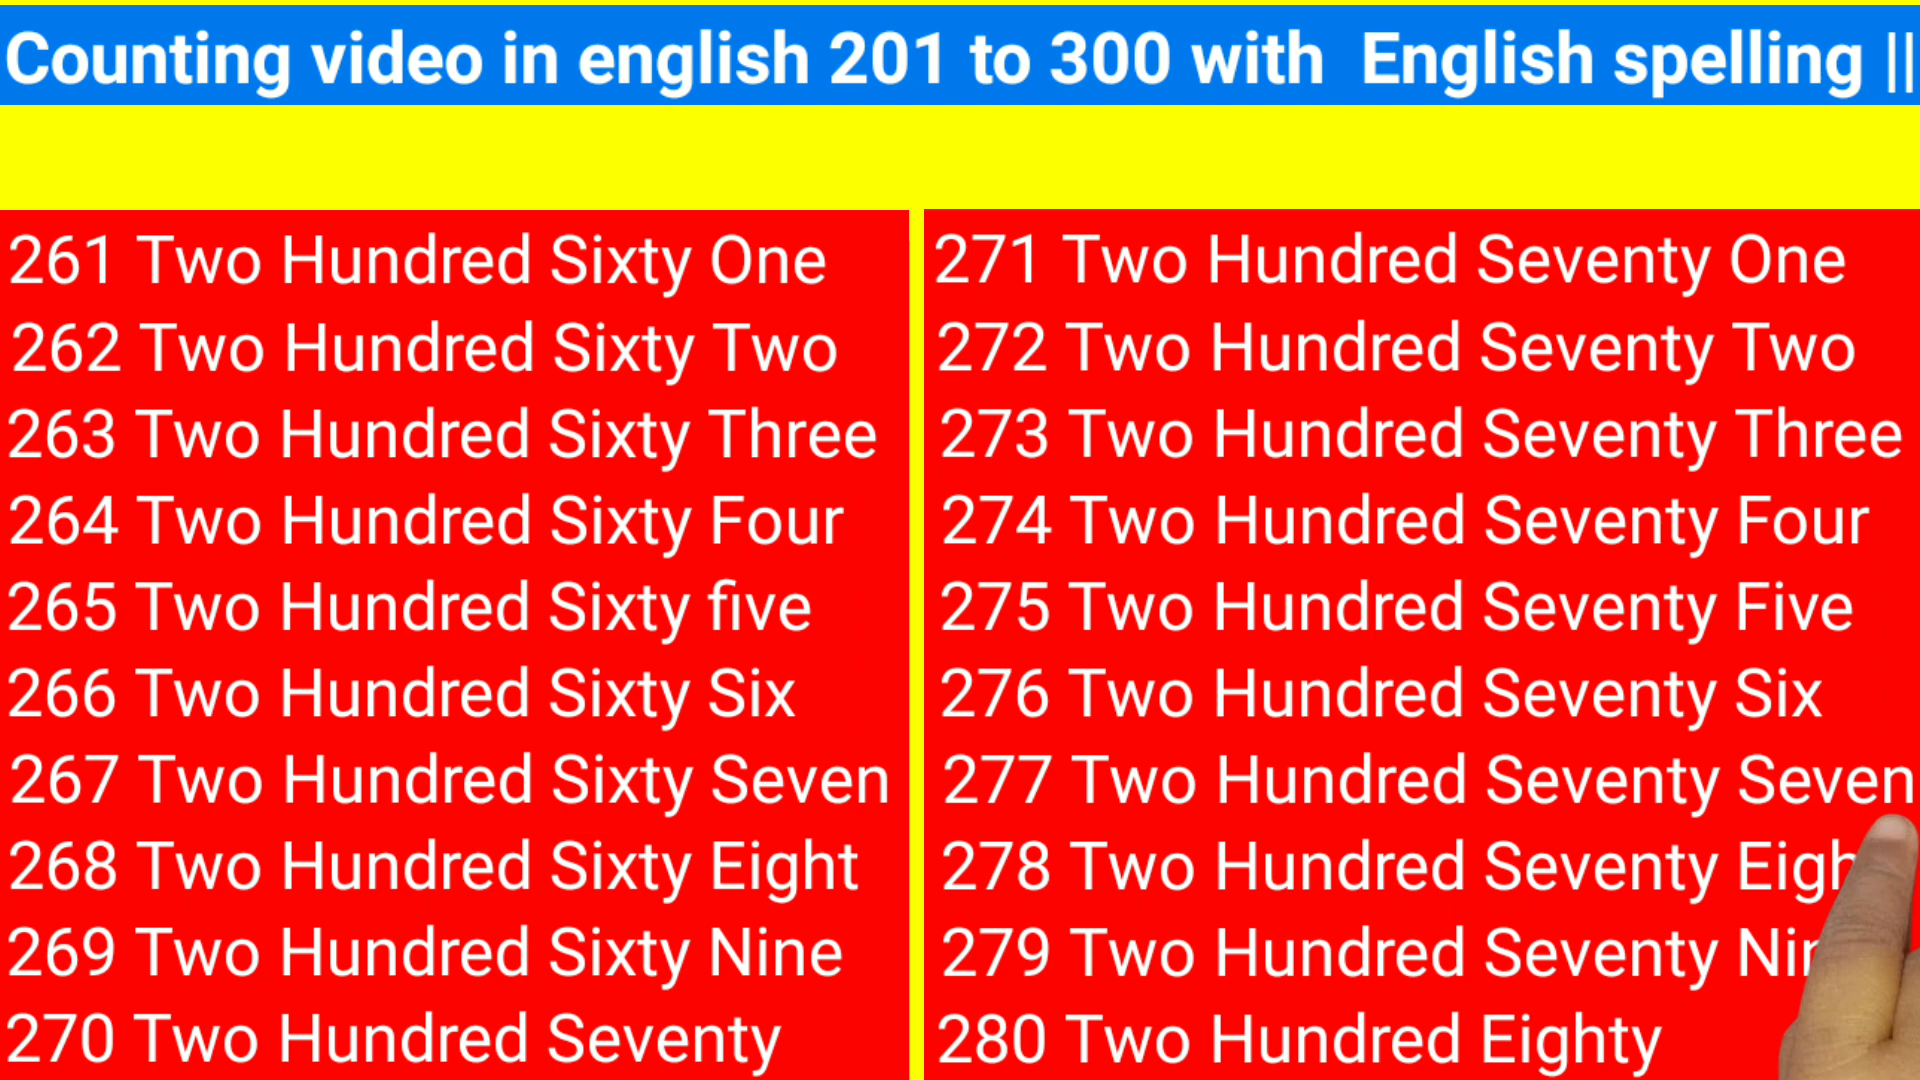 Counting video in english 201 to 300 with English spelling ||
261 Two Hundred Sixty One
262 Two Hundred Sixty Two
263 Two Hundred Sixty Three
264 Two Hundred Sixty Four
265 Two Hundred Sixty five
266 Two Hundred Sixty Six
267 Two Hundred Sixty Seven
268 Two Hundred Sixty Eight
269 Two Hundred Sixty Nine
270 Two Hundred Seventy
271 Two Hundred Seventy One
272 Two Hundred Seventy Two
273 Two Hundred Seventy Three
274 Two Hundred Seventy Four
275 Two Hundred Seventy Five
276 Two Hundred Seventy Six
277 Two Hundred Seventy Seven
278 Two Hundred Seventy
279 Two Hundred Seventy
280 Two Hundred Eighty